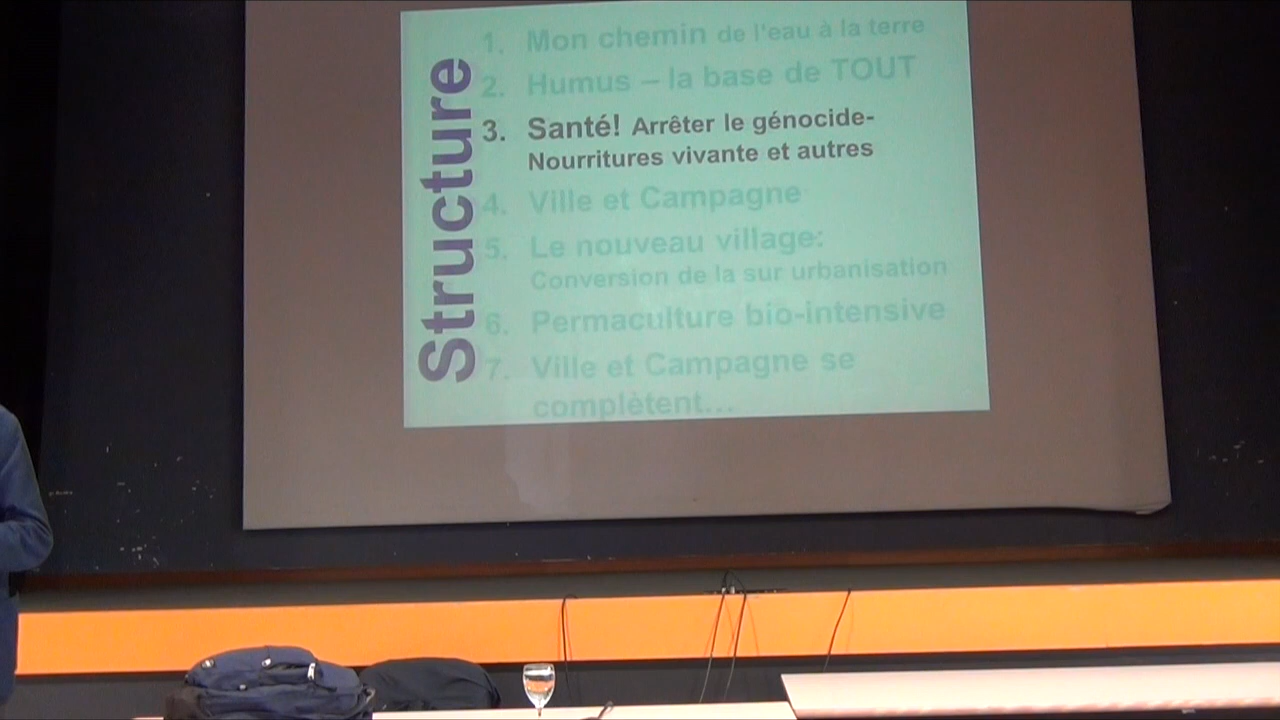 Structure
1. Mon chemin de l'eau à la terre
2. Humus – la base de TOUT
3. Santé! Arrêter le génocide-
Nourritures vivante et autres
4. Ville et Campagne
5. Le nouveau village:
Conversion de la sur urbanisation
6. Permaculture bio-intensive
7. Ville et Campagne se
complètent...